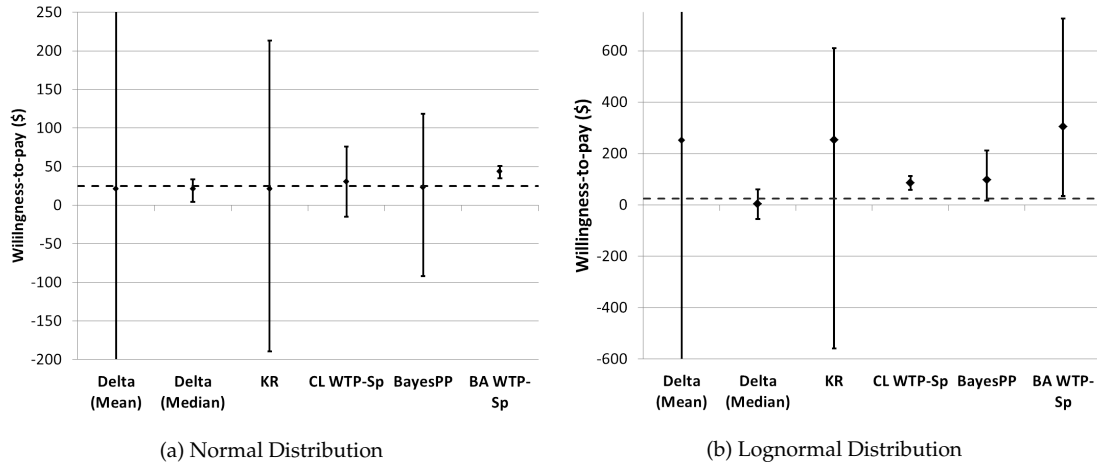 250
200
150
100
50
0
-50
-100
-150
-200
Willilngness-to-pay ($)
Delta (Mean)
Delta (Median)
KR
CL WTP-Sp
BayesPP
BA WTP-Sp
(a) Normal Distribution
600
400
200
0
-200
-400
-600
Willingness-to-pay ($)
Delta (Mean)
Delta (Median)
KR
CL WTP-Sp
BayesPP
BA WTP-Sp
(b) Lognormal Distribution